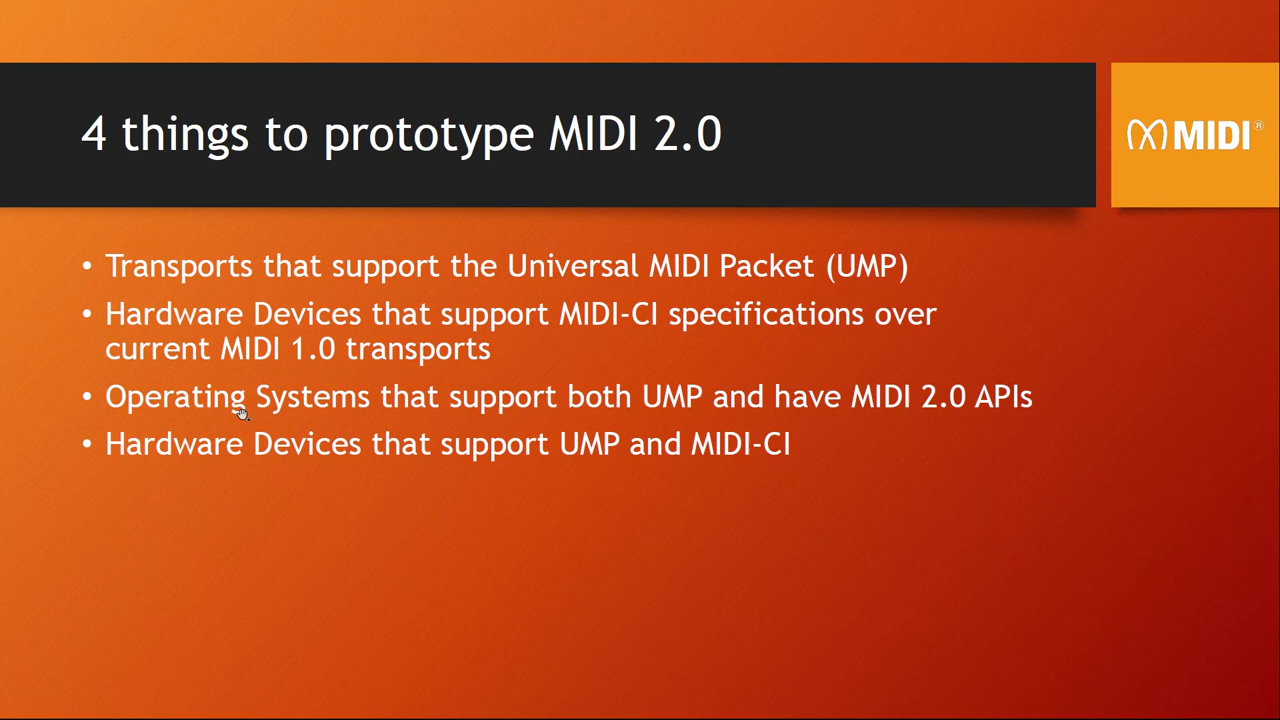 4 things to prototype MIDI 2.0
MIDI®
• Transports that support the Universal MIDI Packet (UMP)
• Hardware Devices that support MIDI-CI specifications over
current MIDI 1.0 transports
• Operating Systems that support both UMP and have MIDI 2.0 APIs
• Hardware Devices that support UMP and MIDI-CI